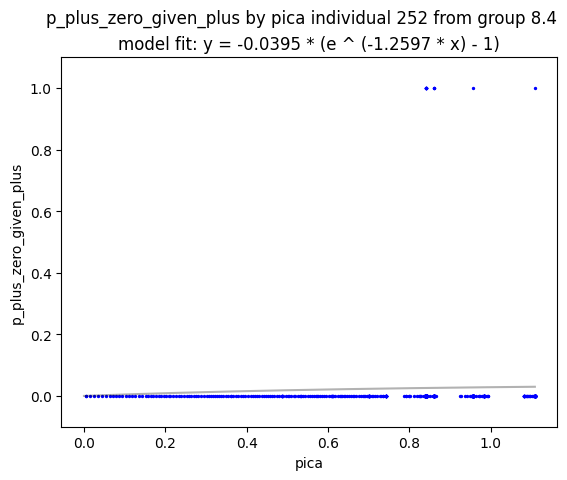 p_plus_zero_given_plus by pica individual 252 from group 8.4
model fit: y = -0.0395 * (e ^ (-1.2597 * x) - 1)
1.0
0.8
0.6
0.4
0.2
0.0
p_plus_zero_given_plus
0.0 0.2 0.4 0.6 0.8 1.0
pica